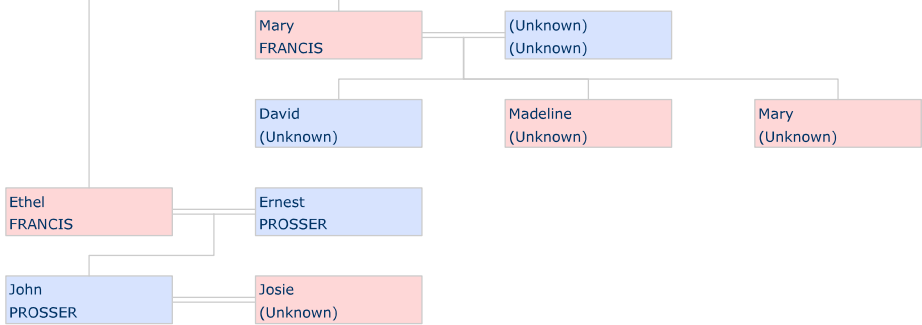 Mary
FRANCIS
(Unknown)
(Unknown)
David
(Unknown)
Madeline
(Unknown)
Mary
(Unknown)
Ethel
FRANCIS
Ernest
PROSSER
John
PROSSER
Josie
(Unknown)